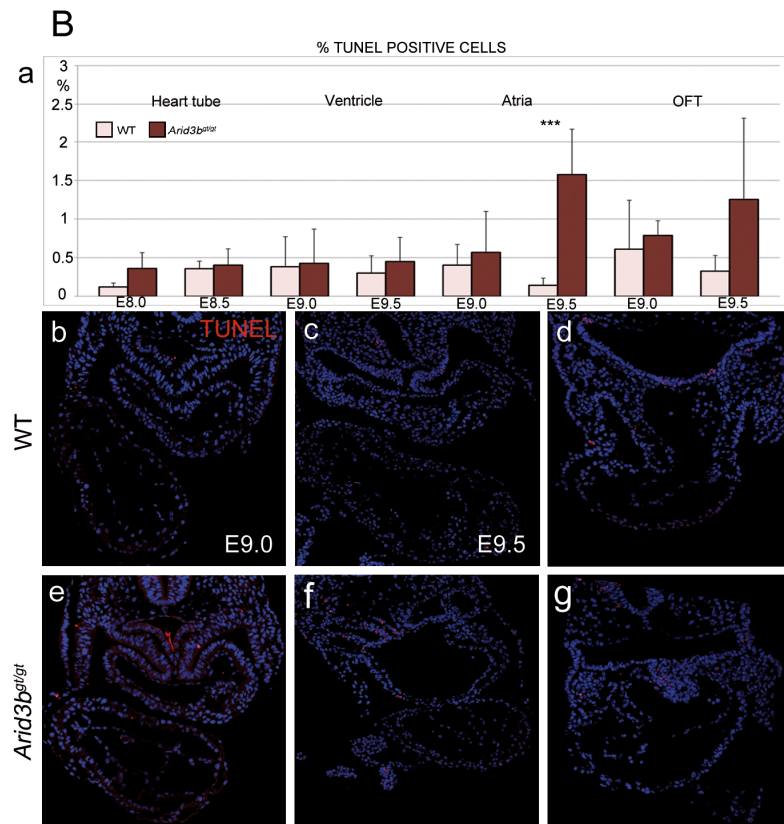 B
% TUNEL POSITIVE CELLS
a
3
%
2.5
Heart tube Ventricle Atria OFT
2
WT Arid3bgt/gt
***
1.5
1
0.5
0
E8.0 E8.5 E9.0 E9.5 E9.0 E9.5 E9.0 E9.5
b TUNEL c d
WT
E9.0 E9.5
e f g
Arid3bgt/gt